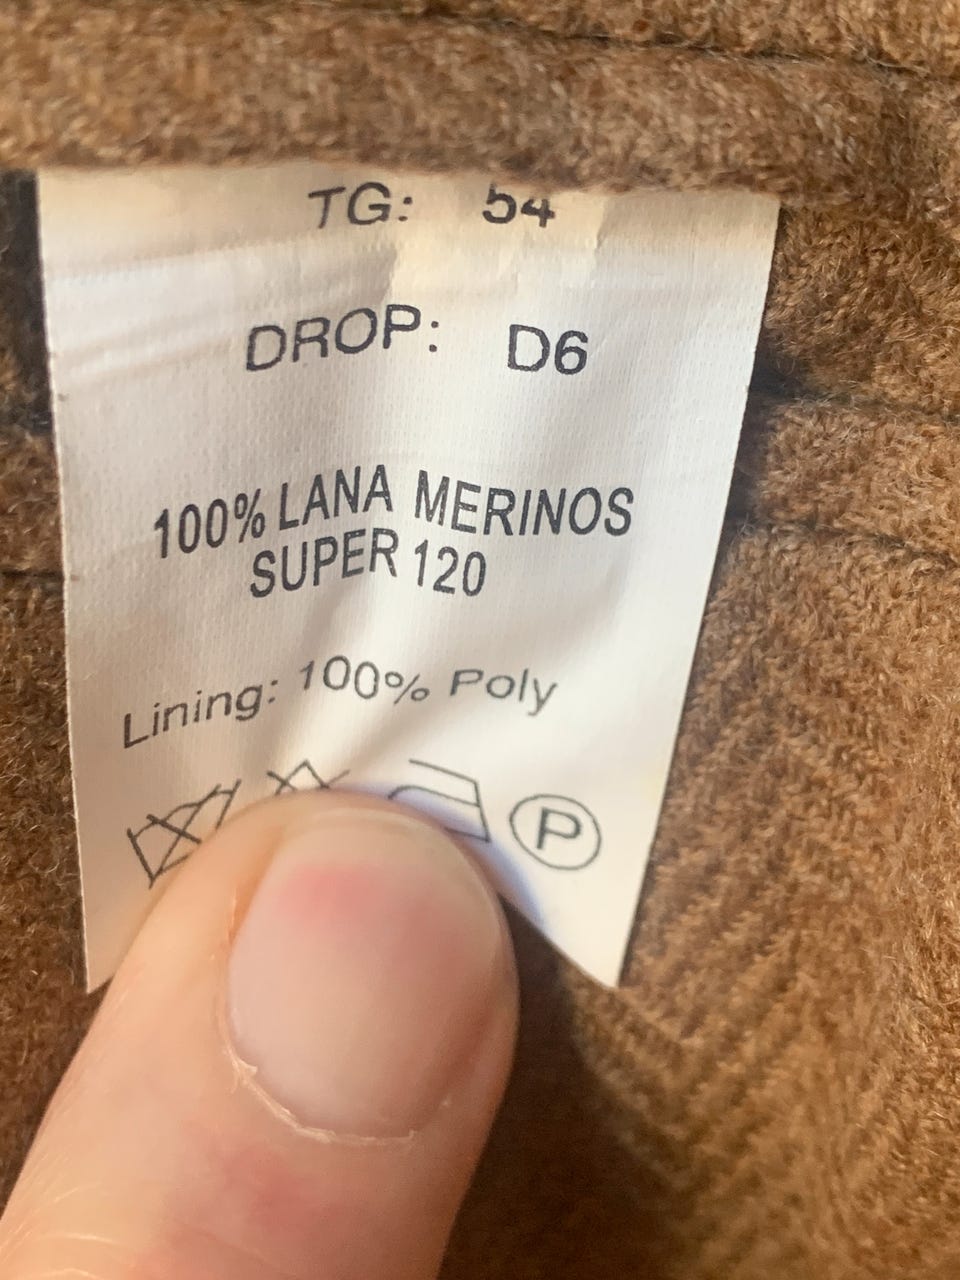 TG: 54
DROP: D6
100% LANA MERINOS
SUPER 120
Lining: 100% Poly
P